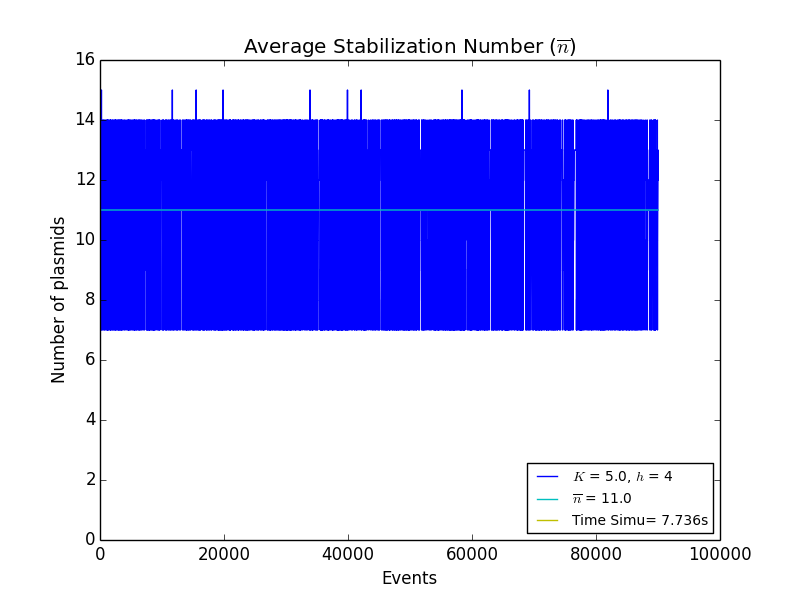 Average Stabilization Number (n̅)
16
14
12
10
8
6
4
2
0
Number of plasmids
K = 5.0, h = 4
n̅ = 11.0
Time Simu= 7.736s
0 20000 40000 60000 80000 100000
Events